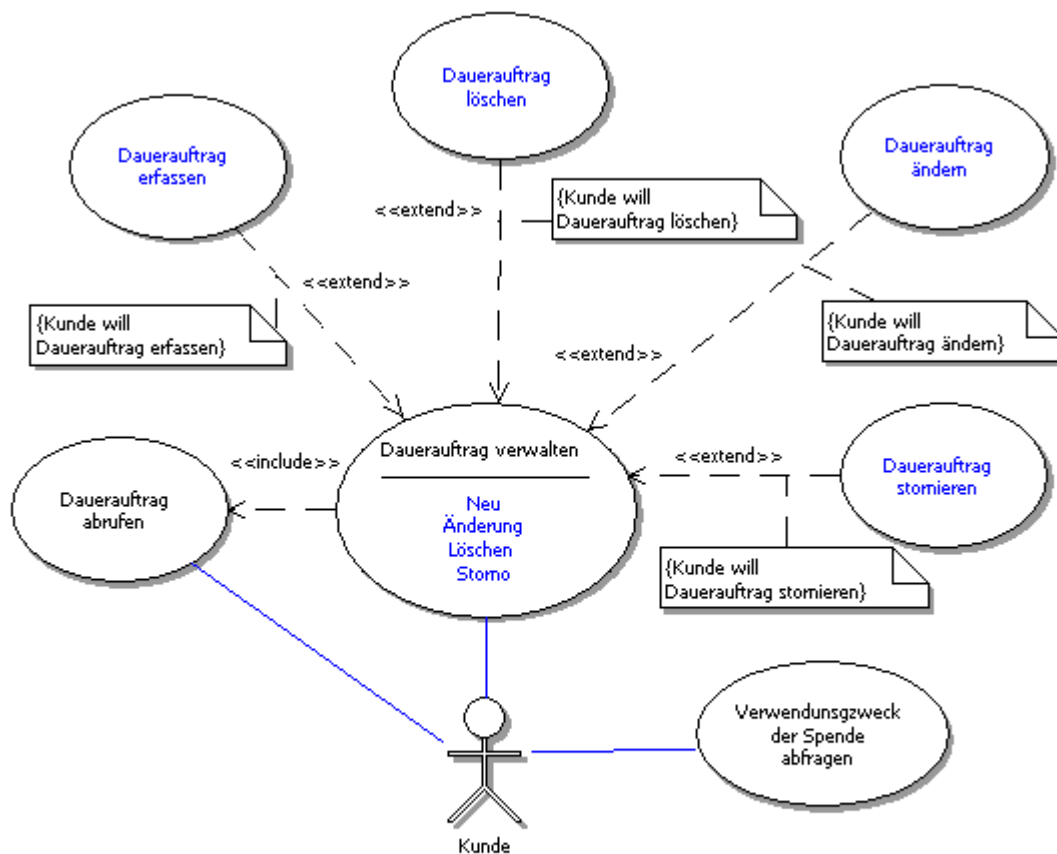 Dauerauftrag
löschen
Dauerauftrag
erfassen
Dauerauftrag
ändern
<<extend>>
{Kunde will
Dauerauftrag löschen}
<<extend>>
{Kunde will
Dauerauftrag erfassen}
{Kunde will
Dauerauftrag ändern}
<<extend>>
Dauerauftrag verwalten
Neu
Änderung
Löschen
Storno
<<include>>
Dauerauftrag
abrufen
<<extend>>
Dauerauftrag
stornieren
{Kunde will
Dauerauftrag stornieren}
Verwendunsgzweck
der Spende
abfragen
Kunde